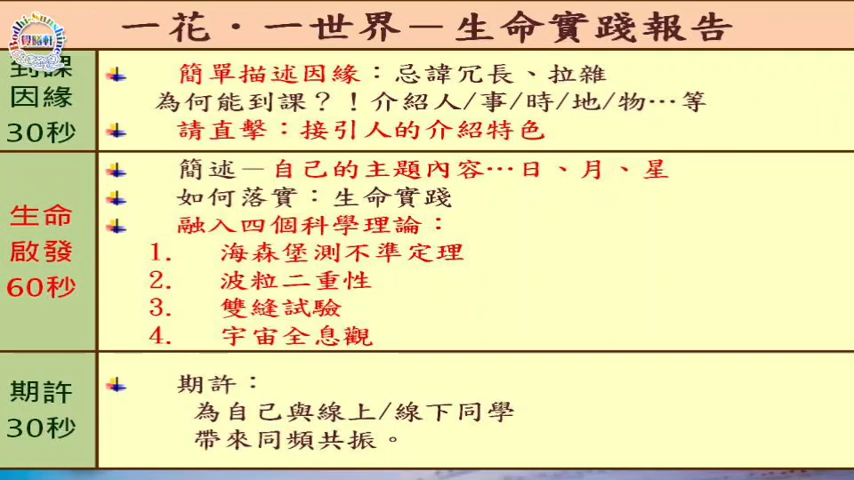 一花．一世界－生命實踐報告
Bodhi-Sunshine
覺賜軒
到課
因緣
30秒
簡單描述因緣：忌諱冗長、拉雜
為何能到課？！介紹人/事/時/地/物…等
請直擊：接引人的介紹特色
生命
啟發
60秒
簡述－自己的主題內容…日、月、星
如何落實：生命實踐
融入四個科學理論：
1. 海森堡測不準定理
2. 波粒二重性
3. 雙縫試驗
4. 宇宙全息觀
期許
30秒
期許：
為自己與線上/線下同學
帶來同頻共振。